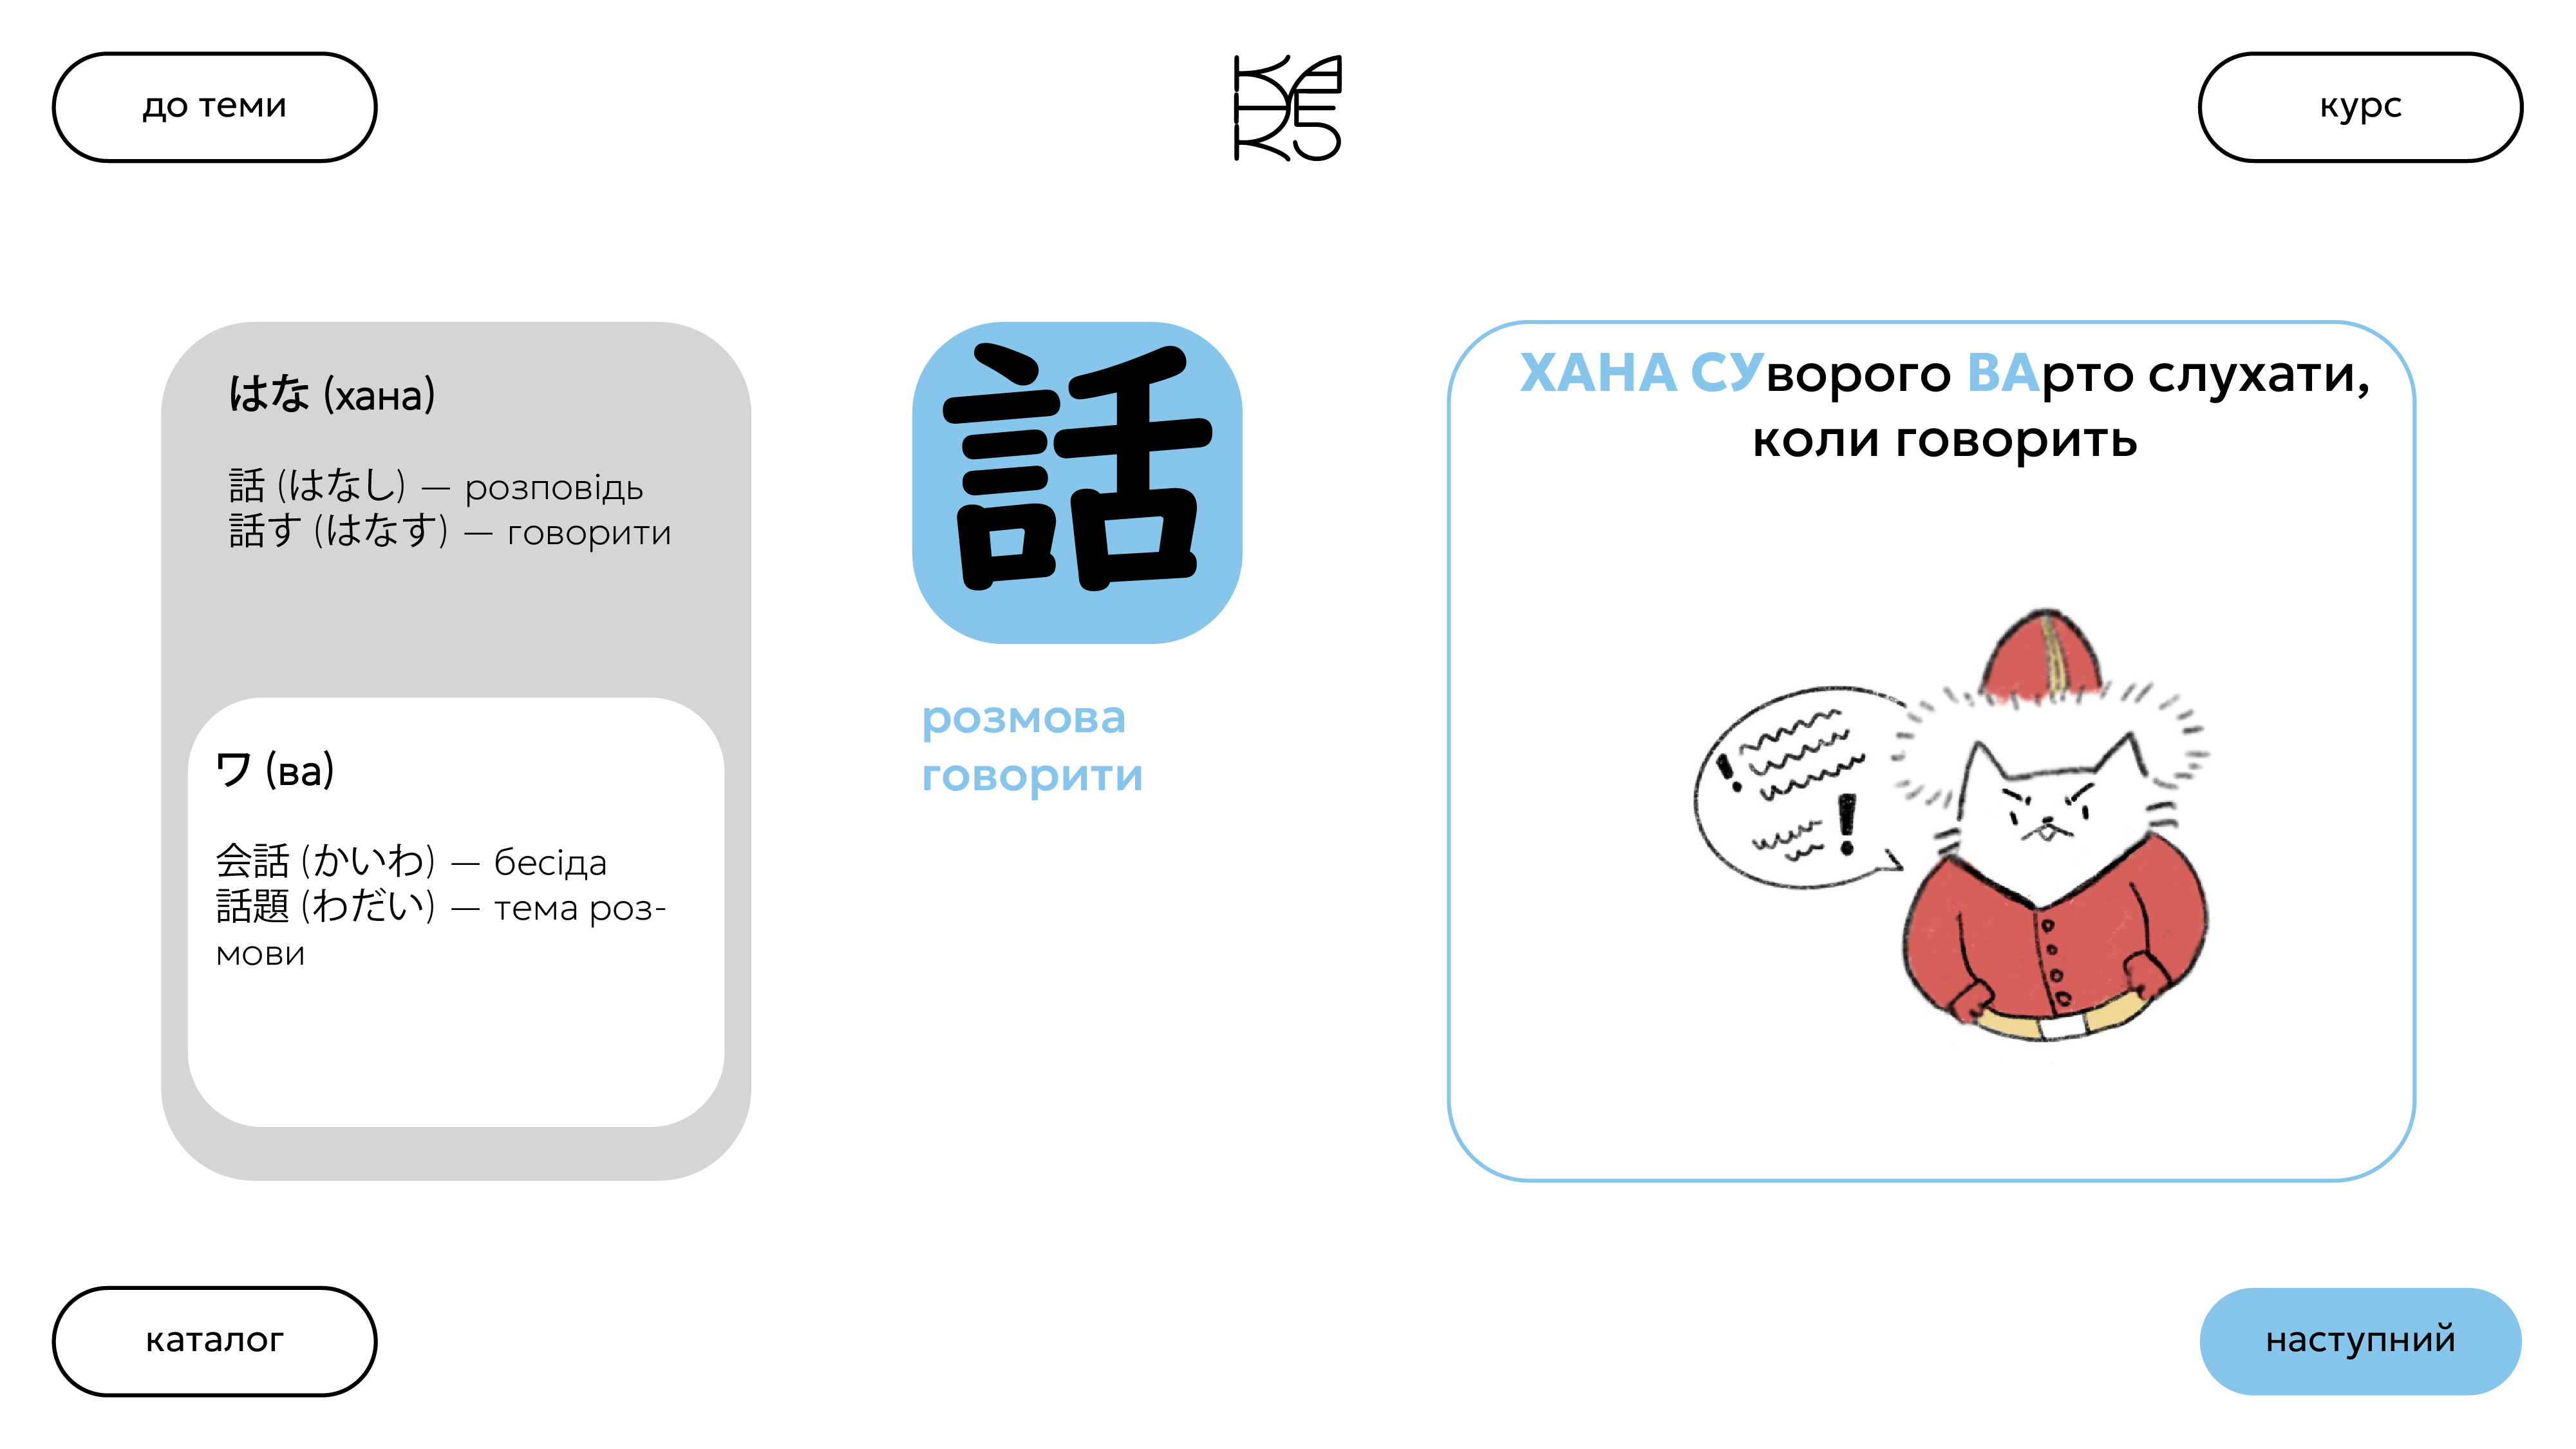 до теми
курс
はな (хана)
話 (はなし) — розповідь
話す (はなす) — говорити
ワ (ва)
会話 (かいわ) — бесіда
話題 (わだい) — тема роз-
мови
話
розмова
говорити
ХАНА СУворого ВАрто слухати,
коли говорить
! !
каталог
наступний